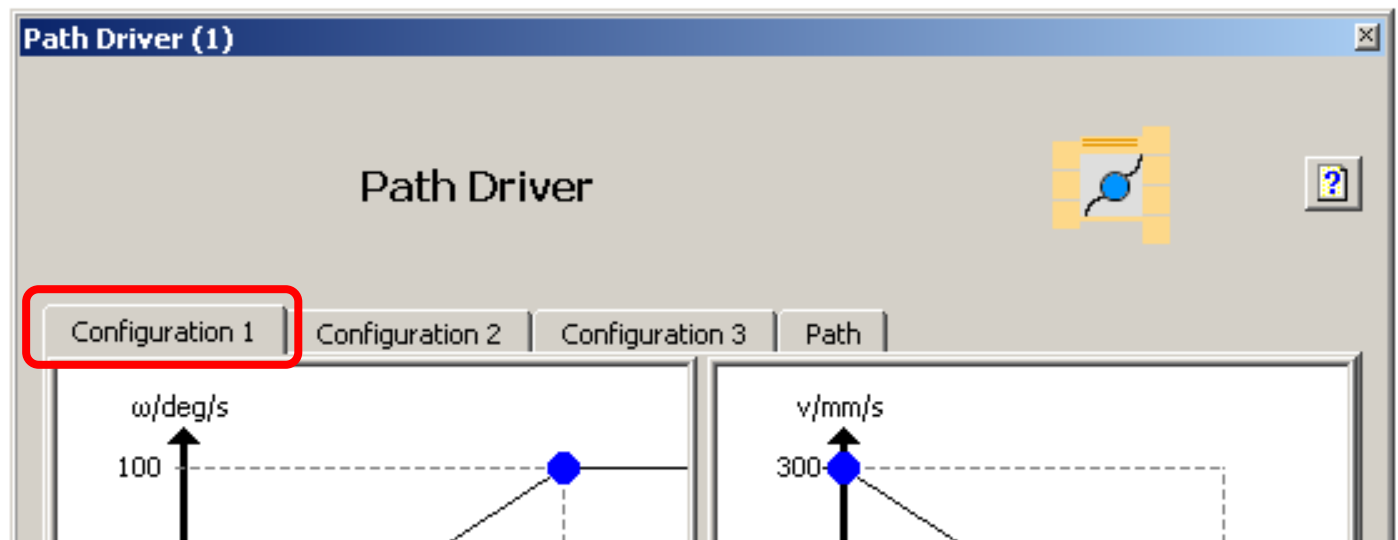 Path Driver (1)
Path Driver
?
Configuration 1 Configuration 2 Configuration 3 Path
ω/deg/s
100
v/mm/s
300